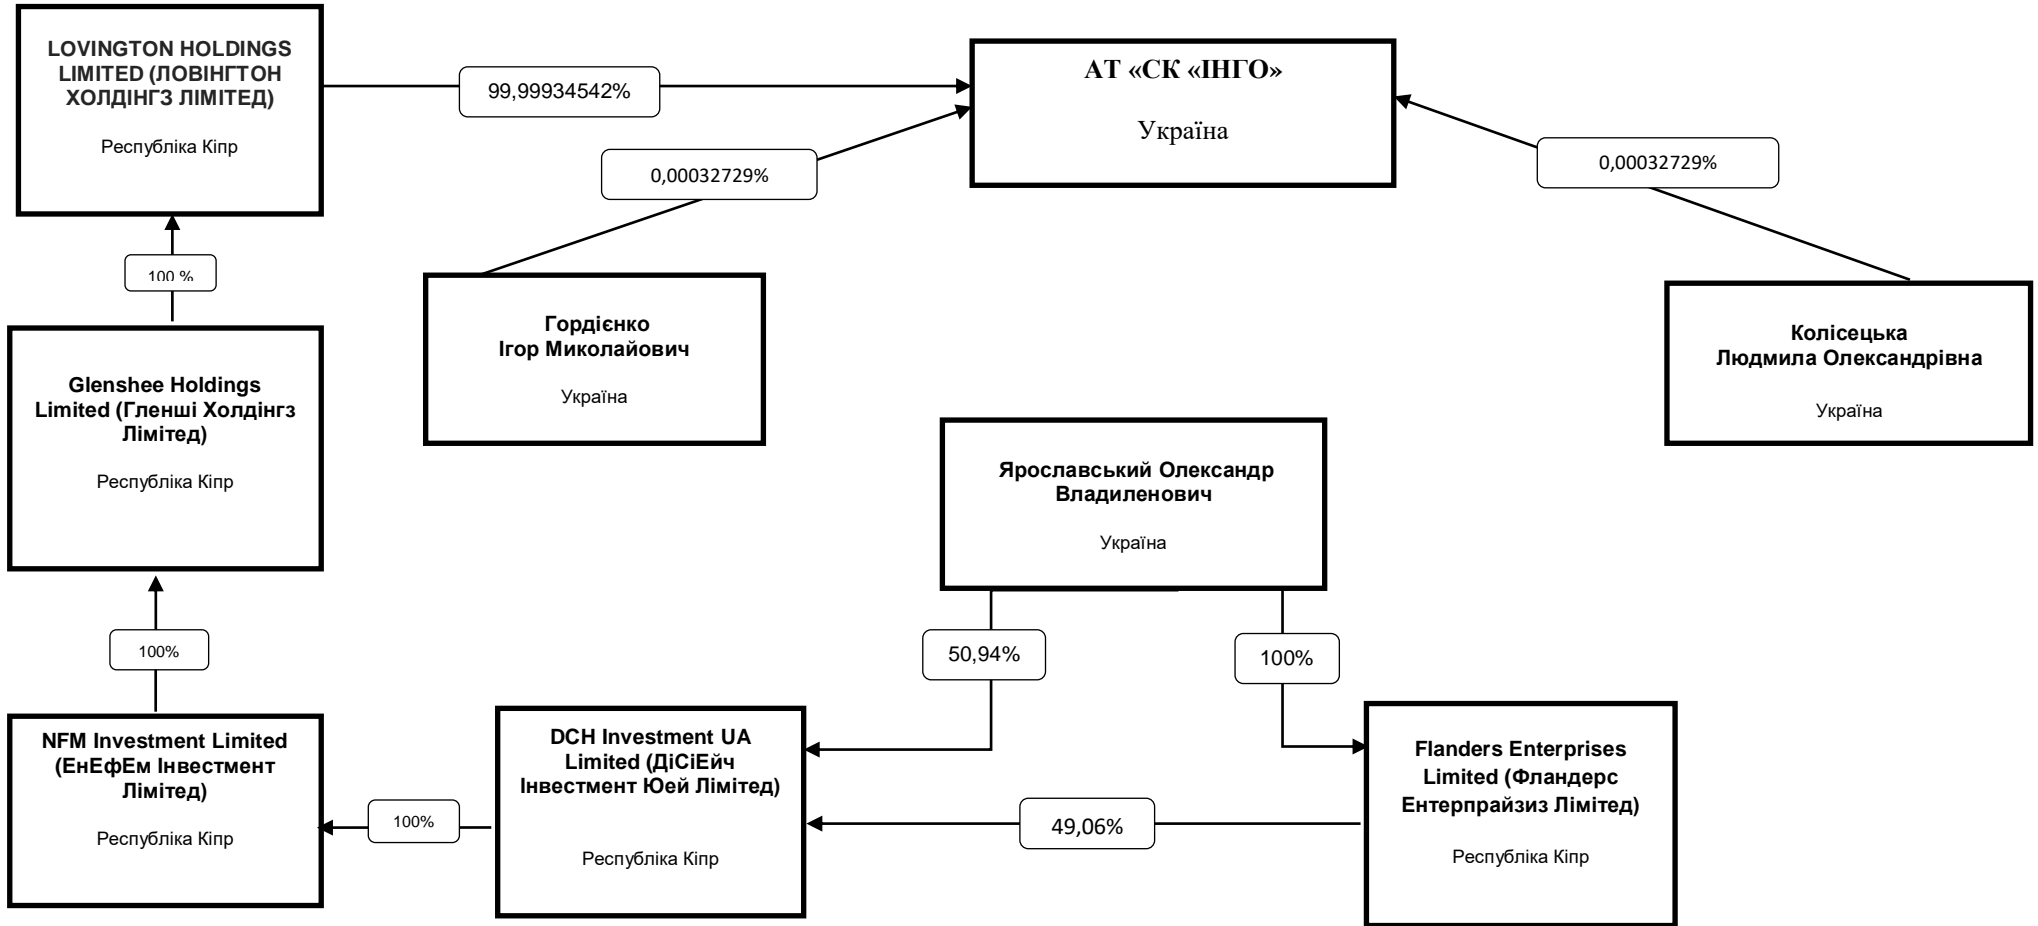 LOVINGTON HOLDINGS
LIMITED (ЛОВІНГТОН
ХОЛДІНГЗ ЛІМІТЕД)
Республіка Кіпр
99,99934542%
АТ «СК «ІНГО»
Україна
0,00032729%
0,00032729%
100 %
Гордієнко
Ігор Миколайович
Україна
Колісецька
Людмила Олександрівна
Україна
Glenshee Holdings
Limited (Гленші Холдінгз
Лімітед)
Республіка Кіпр
Ярославський Олександр
Владиленович
Україна
100%
50,94%
100%
NFM Investment Limited
(ЕнЕфЕм Інвестмент
Лімітед)
Республіка Кіпр
100%
DCH Investment UA
Limited (ДіСіЕйч
Інвестмент Юей Лімітед)
Республіка Кіпр
49,06%
Flanders Enterprises
Limited (Фландерс
Ентерпрайзиз Лімітед)
Республіка Кіпр